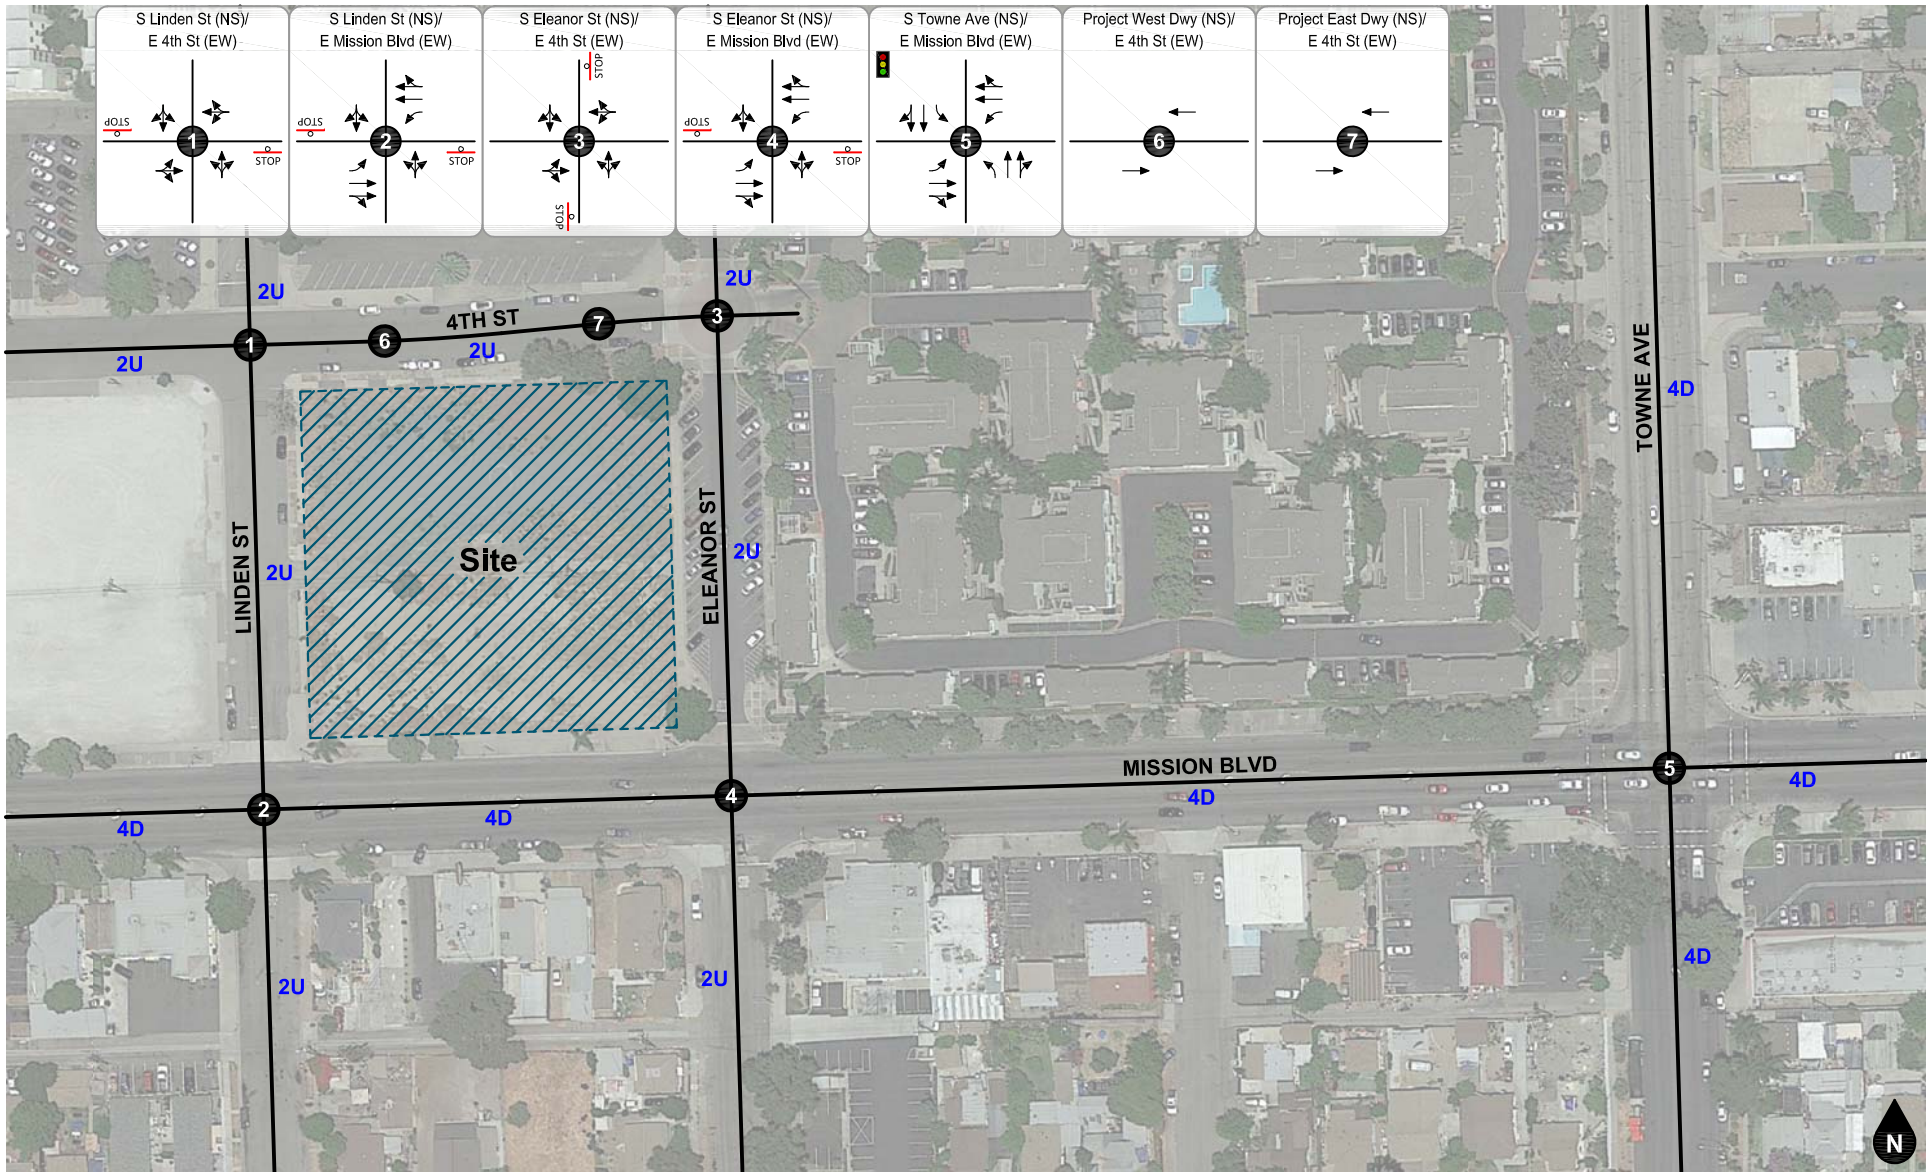 S Linden St (NS)/
E 4th St (EW)
STOP
1
STOP
S Linden St (NS)/
E Mission Blvd (EW)
STOP
2
STOP
S Eleanor St (NS)/
E 4th St (EW)
STOP
3
STOP
S Eleanor St (NS)/
E Mission Blvd (EW)
STOP
4
STOP
S Towne Ave (NS)/
E Mission Blvd (EW)
5
Project West Dwy (NS)/
E 4th St (EW)
6
Project East Dwy (NS)/
E 4th St (EW)
7
2U
2U
4TH ST
1
6
7
3
2U
2U
TOWNE AVE
4D
LINDEN ST
2U
Site
ELEANOR ST
2U
MISSION BLVD
5
4D
2
4
4D
4D
4D
2U
2U
4D
N